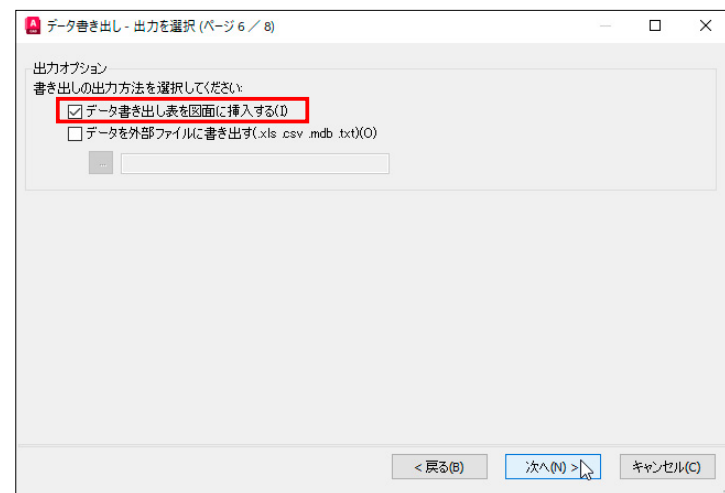 データ書き出し - 出力を選択 (ページ 6 ／ 8)
出力オプション
書き出しの出力方法を選択してください:
データ書き出し表を図面に挿入する(I)
データを外部ファイルに書き出す(.xls .csv .mdb .txt)(O)
...
< 戻る(B) 次へ(N) > キャンセル(C)